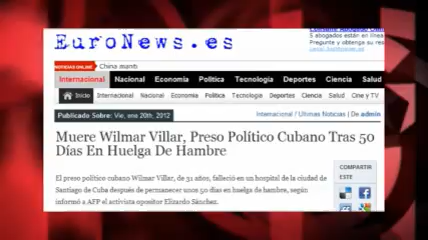 EuroNews.es
5 abogados están en línea
Pregunte y obtenga su res
NOTICIAS ONLINE
China manti
Internacional Nacional Economía Política Tecnología Deportes Ciencia Salud
Inicio Internacional Nacional Economía Política Tecnología Deportes Ciencia Salud Cine y TV
Publicado Sobre: Vie, ene 20th, 2012
Internacional / Ultimas Noticias | De admin
Muere Wilmar Villar, Preso Político Cubano Tras 50
Días En Huelga De Hambre
COMPARTIR
ESTE
El preso político cubano Wilmar Villar, de 31 años, falleció en un hospital de la ciudad de
Santiago de Cuba después de permanecer unos 50 días en huelga de hambre, según
informó a AFP el activista opositor Elizardo Sánchez.